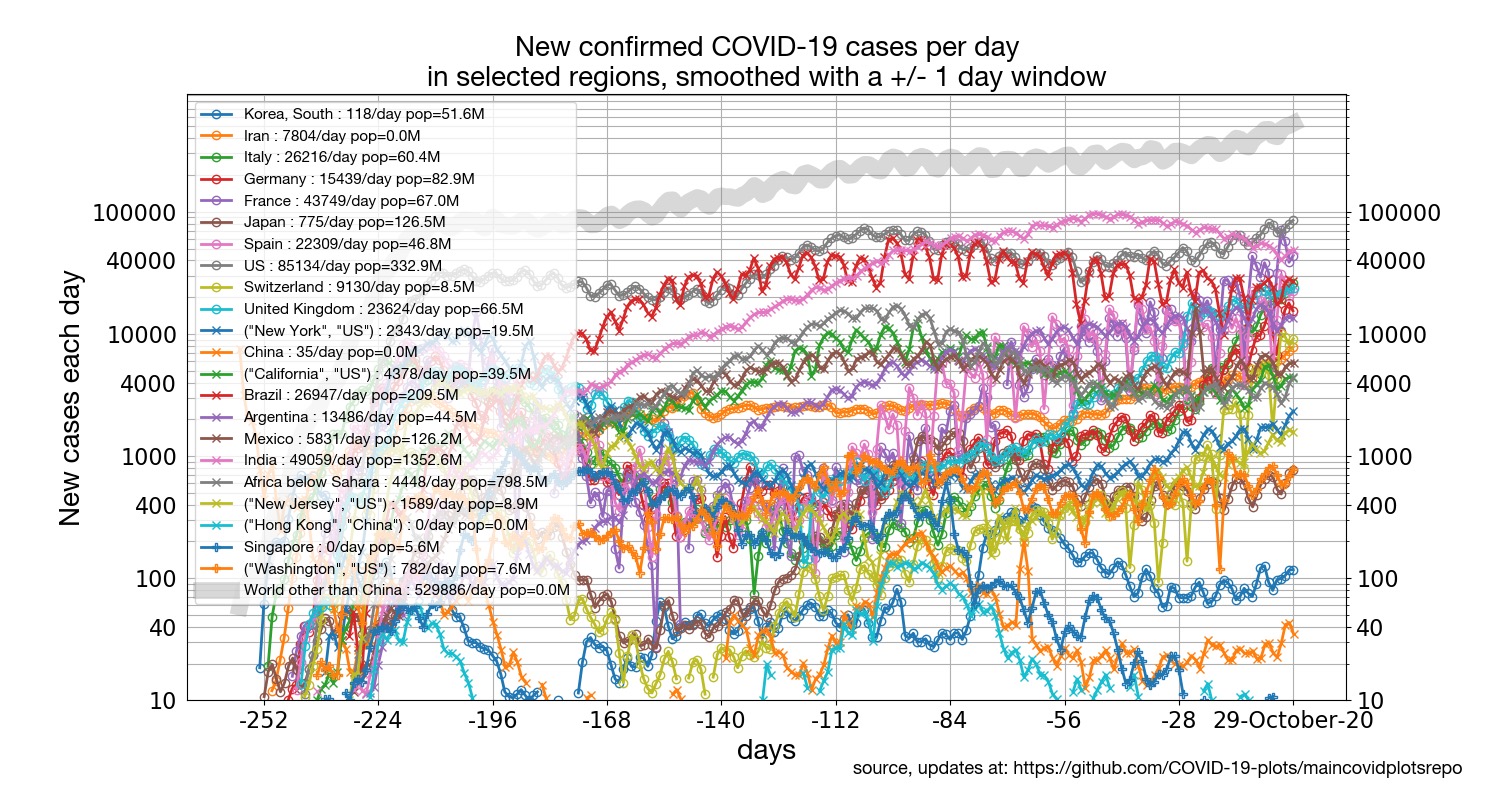 New confirmed COVID-19 cases per day
in selected regions, smoothed with a +/- 1 day window
New cases each day
100000
40000
10000
4000
1000
400
100
40
10
Korea, South : 118/day pop=51.6M
Iran : 7804/day pop=0.0M
Italy : 26216/day pop=60.4M
Germany : 15439/day pop=82.9M
France : 43749/day pop=67.0M
Japan : 775/day pop=126.5M
Spain : 22309/day pop=46.8M
US : 85134/day pop=332.9M
Switzerland : 9130/day pop=8.5M
United Kingdom : 23624/day pop=66.5M
("New York", "US") : 2343/day pop=19.5M
China : 35/day pop=0.0M
("California", "US") : 4378/day pop=39.5M
Brazil : 26947/day pop=209.5M
Argentina : 13486/day pop=44.5M
Mexico : 5831/day pop=126.2M
India : 49059/day pop=1352.6M
Africa below Sahara : 4448/day pop=798.5M
("New Jersey", "US") : 1589/day pop=8.9M
("Hong Kong", "China") : 0/day pop=0.0M
Singapore : 0/day pop=5.6M
("Washington", "US") : 782/day pop=7.6M
World other than China : 529886/day pop=0.0M
100000
40000
10000
4000
1000
400
100
40
10
-252 -224 -196 -168 -140 -112 -84 -56 -28 29-October-20
days
source, updates at: https://github.com/COVID-19-plots/maincovidplotsrepo